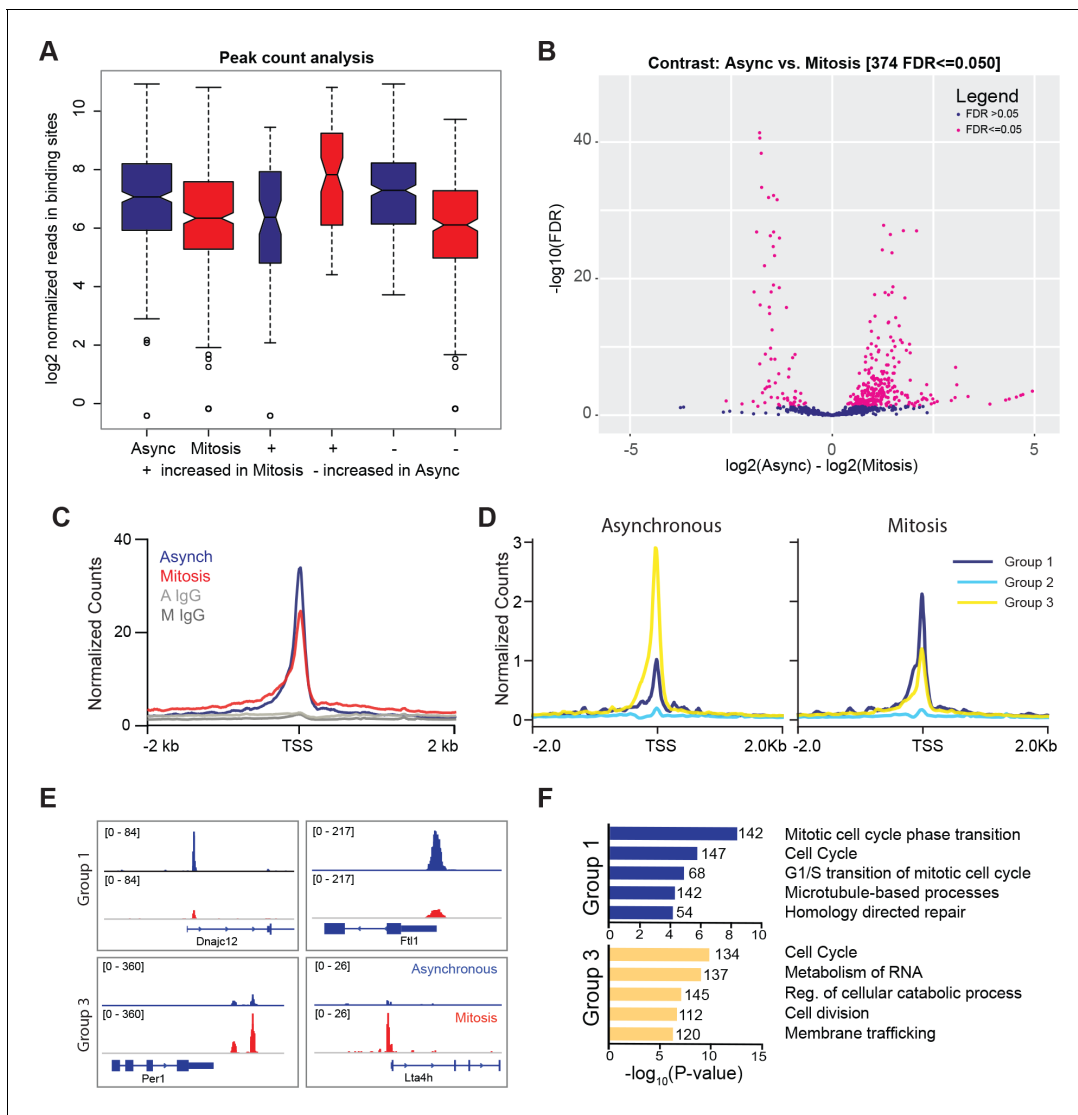 A
Peak count analysis
log2 normalized reads in binding sites
10
8
6
4
2
0
Async Mitosis + + - -
+ increased in Mitosis - increased in Async
B
Contrast: Async vs. Mitosis [374 FDR<=0.050]
Legend
FDR >0.05
FDR<=0.05
-log10(FDR)
40
20
0
-5 0 5
log2(Async) - log2(Mitosis)
C
Normalized Counts
40
20
0
Asynch
Mitosis
A IgG
M IgG
-2 kb TSS 2 kb
D
Asynchronous Mitosis
Normalized Counts
3
2
1
0
Group 1
Group 2
Group 3
-2.0 TSS 2.0Kb -2.0 TSS 2.0Kb
E
Group 1
[0 - 84]
[0 - 84]
Dnajc12
[0 - 217]
[0 - 217]
Ftl1
Group 3
[0 - 360]
[0 - 360]
Per1
[0 - 26] Asynchronous
[0 - 26] Mitosis
Lta4h
F
Group 1
142 Mitotic cell cycle phase transition
147 Cell Cycle
68 G1/S transition of mitotic cell cycle
142 Microtubule-based processes
54 Homology directed repair
0 2 4 6 8 10
Group 3
134 Cell Cycle
137 Metabolism of RNA
145 Reg. of cellular catabolic process
112 Cell division
120 Membrane trafficking
0 5 10 15
-log10(P-value)